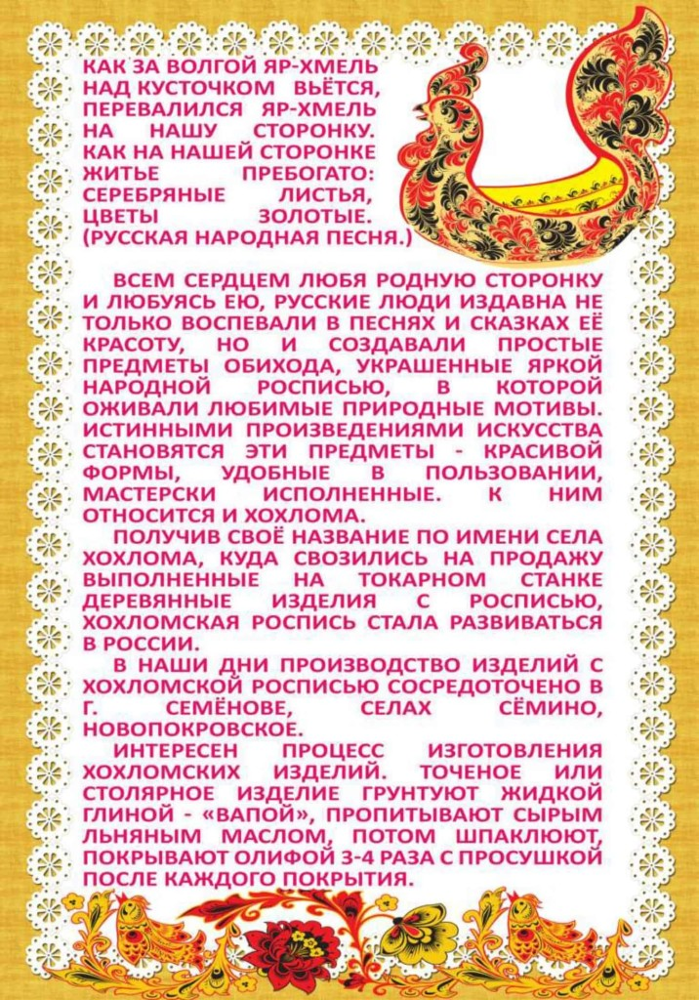 КАК ЗА ВОЛГОЙ ЯР-ХМЕЛЬ
НАД КУСТОЧКОМ ВЬЁТСЯ,
ПЕРЕВАЛИЛСЯ ЯР-ХМЕЛЬ
НА НАШУ СТОРОНКУ.
КАК НА НАШЕЙ СТОРОНКЕ
ЖИТЬЕ ПРЕБОГАТО:
СЕРЕБРЯНЫЕ ЛИСТЬЯ,
ЦВЕТЫ ЗОЛОТЫЕ.
(РУССКАЯ НАРОДНАЯ ПЕСНЯ.)
ВСЕМ СЕРДЦЕМ ЛЮБЯ РОДНУЮ СТОРОНКУ
И ЛЮБУЯСЬ ЕЮ, РУССКИЕ ЛЮДИ ИЗДАВНА НЕ
ТОЛЬКО ВОСПЕВАЛИ В ПЕСНЯХ И СКАЗКАХ ЕЁ
КРАСОТУ, НО И СОЗДАВАЛИ ПРОСТЫЕ
ПРЕДМЕТЫ ОБИХОДА, УКРАШЕННЫЕ ЯРКОЙ
НАРОДНОЙ РОСПИСЬЮ, В КОТОРОЙ
ОЖИВАЛИ ЛЮБИМЫЕ ПРИРОДНЫЕ МОТИВЫ.
ИСТИННЫМИ ПРОИЗВЕДЕНИЯМИ ИСКУССТВА
СТАНОВЯТСЯ ЭТИ ПРЕДМЕТЫ - КРАСИВОЙ
ФОРМЫ, УДОБНЫЕ В ПОЛЬЗОВАНИИ,
МАСТЕРСКИ ИСПОЛНЕННЫЕ. К НИМ
ОТНОСИТСЯ И ХОХЛОМА.
ПОЛУЧИВ СВОЁ НАЗВАНИЕ ПО ИМЕНИ СЕЛА
ХОХЛОМА, КУДА СВОЗИЛИСЬ НА ПРОДАЖУ
ВЫПОЛНЕННЫЕ НА ТОКАРНОМ СТАНКЕ
ДЕРЕВЯННЫЕ ИЗДЕЛИЯ С РОСПИСЬЮ,
ХОХЛОМСКАЯ РОСПИСЬ СТАЛА РАЗВИВАТЬСЯ
В РОССИИ.
В НАШИ ДНИ ПРОИЗВОДСТВО ИЗДЕЛИЙ С
ХОХЛОМСКОЙ РОСПИСЬЮ СОСРЕДОТОЧЕНО В
Г. СЕМЁНОВЕ, СЕЛАХ СЁМИНО,
НОВОПОКРОВСКОЕ.
ИНТЕРЕСЕН ПРОЦЕСС ИЗГОТОВЛЕНИЯ
ХОХЛОМСКИХ ИЗДЕЛИЙ. ТОЧЕНОЕ ИЛИ
СТОЛЯРНОЕ ИЗДЕЛИЕ ГРУНТУЮТ ЖИДКОЙ
ГЛИНОЙ - «ВАПОЙ», ПРОПИТЫВАЮТ СЫРЫМ
ЛЬНЯНЫМ МАСЛОМ, ПОТОМ ШПАКЛЮЮТ,
ПОКРЫВАЮТ ОЛИФОЙ 3-4 РАЗА С ПРОСУШКОЙ
ПОСЛЕ КАЖДОГО ПОКРЫТИЯ.